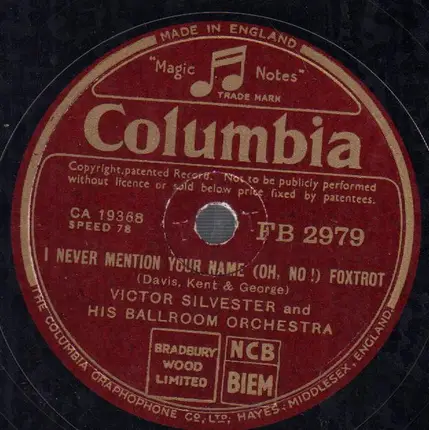 MADE IN ENGLAND
"Magic Notes"
TRADE MARK
Columbia
Copyright, patented Record. Not to be publicly performed
without licence or sold below price fixed by patentees.
CA 19368
SPEED 78
FB 2979
I NEVER MENTION YOUR NAME (OH, NO!) FOXTROT
(Davis, Kent & George)
VICTOR SILVESTER and
HIS BALLROOM ORCHESTRA
BRADBURY
WOOD
LIMITED
NCB
BIEM
THE COLUMBIA GRAPHOPHONE CO, LTD, HAYES, MIDDLESEX, ENGLAND.